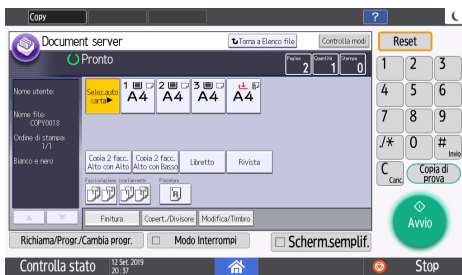 Copy
?
Document server
Torna a Elenco file
Controlla modi
Reset
Pronto
Pagine
2
Quantità
1
Stampa
0
1 2 3
Nome utente:
Selez.auto
carta▶
1
A4
2
A4
3
A4
A4
4 5 6
Nome file:
COPY0018
7 8 9
Ordine di stampa:
1/1
./* 0 #
Invio
Bianco e nero
Copia 2 facc.
Alto con Alto
Copia 2 facc.
Alto con Basso
Libretto
Rivista
C
Canc.
Copia di
prova
Fascicolazione
Pinzatura
R
Avvio
Finitura
Copert./Divisore
Modifica/Timbro
Richiama/Progr./Cambia progr.
Modo Interrompi
Scherm.semplif.
Controlla stato
12 Set. 2019
20:37
Stop